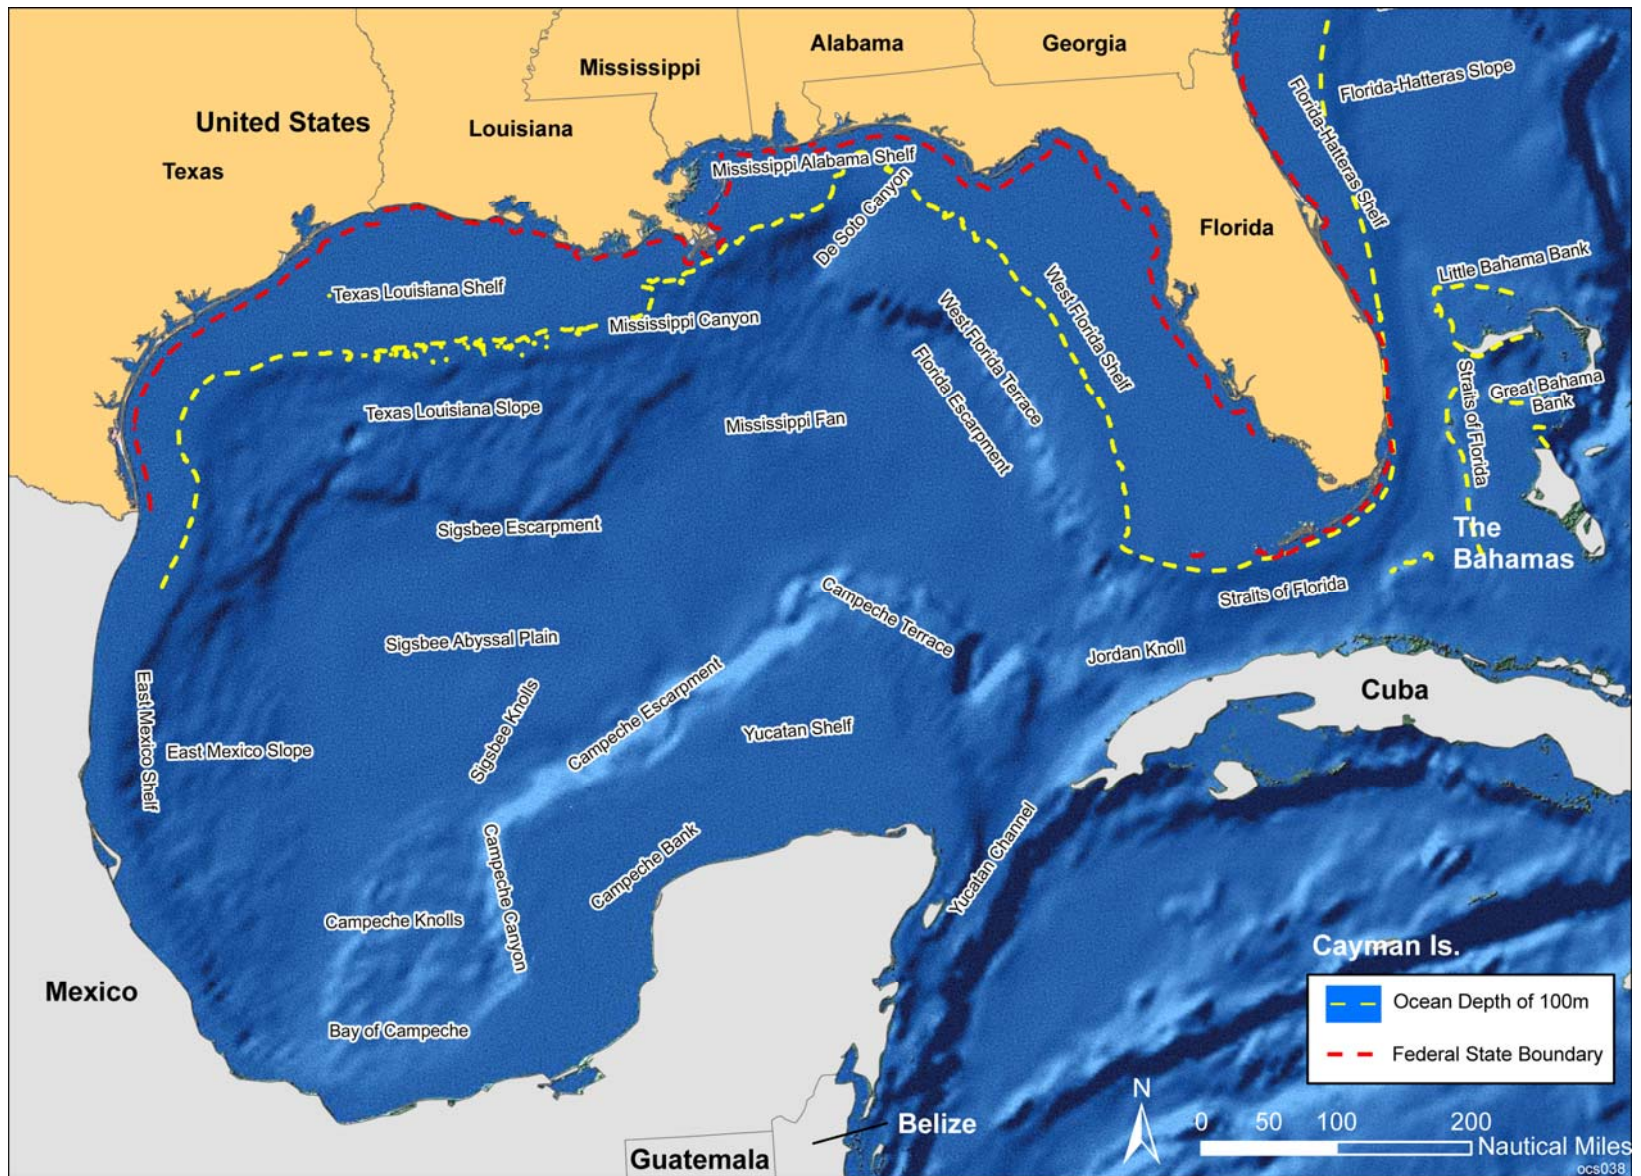 Alabama
Georgia
Mississippi
United States
Louisiana
Texas
Florida
Florida-Hatteras Slope
Florida-Hatteras Shelf
Mississippi Alabama Shelf
De Soto Canyon
Texas Louisiana Shelf
Mississippi Canyon
West Florida Shelf
West Florida Terrace
Florida Escarpment
Little Bahama Bank
Straits of Florida
Great Bahama
Bank
Texas Louisiana Slope
Mississippi Fan
Sigsbee Escarpment
The
Bahamas
Straits of Florida
Campeche Terrace
Sigsbee Abyssal Plain
Jordan Knoll
Cuba
East Mexico Shelf
East Mexico Slope
Sigsbee Knolls
Campeche Escarpment
Yucatan Shelf
Campeche Canyon
Campeche Bank
Yucatan Channel
Campeche Knolls
Cayman Is.
Mexico
Bay of Campeche
Ocean Depth of 100m
Federal State Boundary
N
Belize
Guatemala
0 50 100 200
Nautical Miles
ocs038